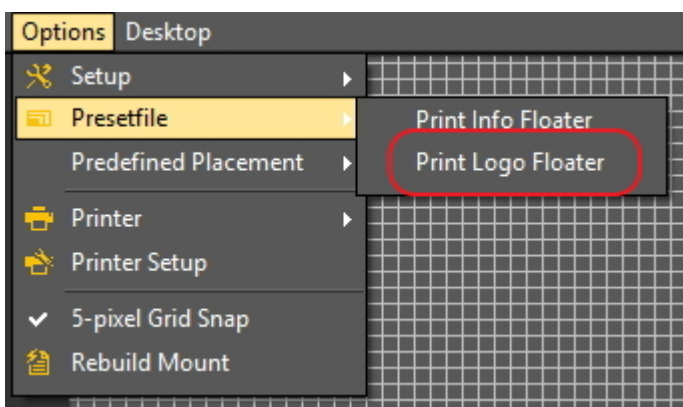 Options Desktop
Setup
Presetfile
Print Info Floater
Predefined Placement
Print Logo Floater
Printer
Printer Setup
5-pixel Grid Snap
Rebuild Mount